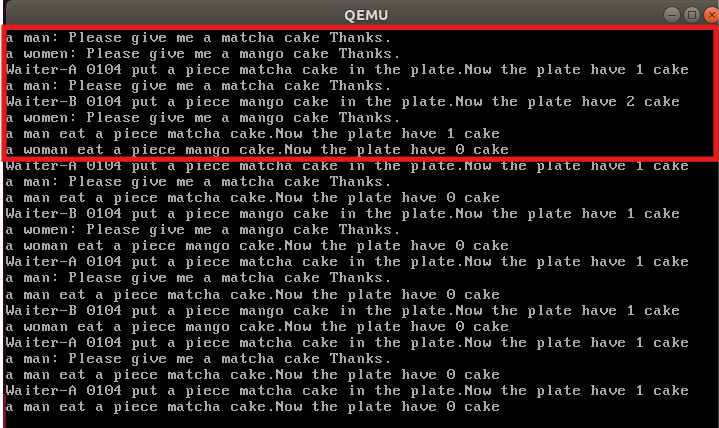 QEMU
a man: Please give me a matcha cake Thanks.
a women: Please give me a mango cake Thanks.
Waiter-A 0104 put a piece matcha cake in the plate.Now the plate have 1 cake
a man: Please give me a matcha cake Thanks.
Waiter-B 0104 put a piece mango cake in the plate.Now the plate have 2 cake
a women: Please give me a mango cake Thanks.
a man eat a piece matcha cake.Now the plate have 1 cake
a woman eat a piece mango cake.Now the plate have 0 cake
Waiter-A 0104 put a piece matcha cake in the plate.Now the plate have 1 cake
a man: Please give me a matcha cake Thanks.
a man eat a piece matcha cake.Now the plate have 0 cake
Waiter-B 0104 put a piece mango cake in the plate.Now the plate have 1 cake
a women: Please give me a mango cake Thanks.
a woman eat a piece mango cake.Now the plate have 0 cake
Waiter-A 0104 put a piece matcha cake in the plate.Now the plate have 1 cake
a man: Please give me a matcha cake Thanks.
a man eat a piece matcha cake.Now the plate have 0 cake
Waiter-B 0104 put a piece mango cake in the plate.Now the plate have 1 cake
a woman eat a piece mango cake.Now the plate have 0 cake
Waiter-A 0104 put a piece matcha cake in the plate.Now the plate have 1 cake
a man: Please give me a matcha cake Thanks.
a man eat a piece matcha cake.Now the plate have 0 cake
Waiter-A 0104 put a piece matcha cake in the plate.Now the plate have 1 cake
a man eat a piece matcha cake.Now the plate have 0 cake